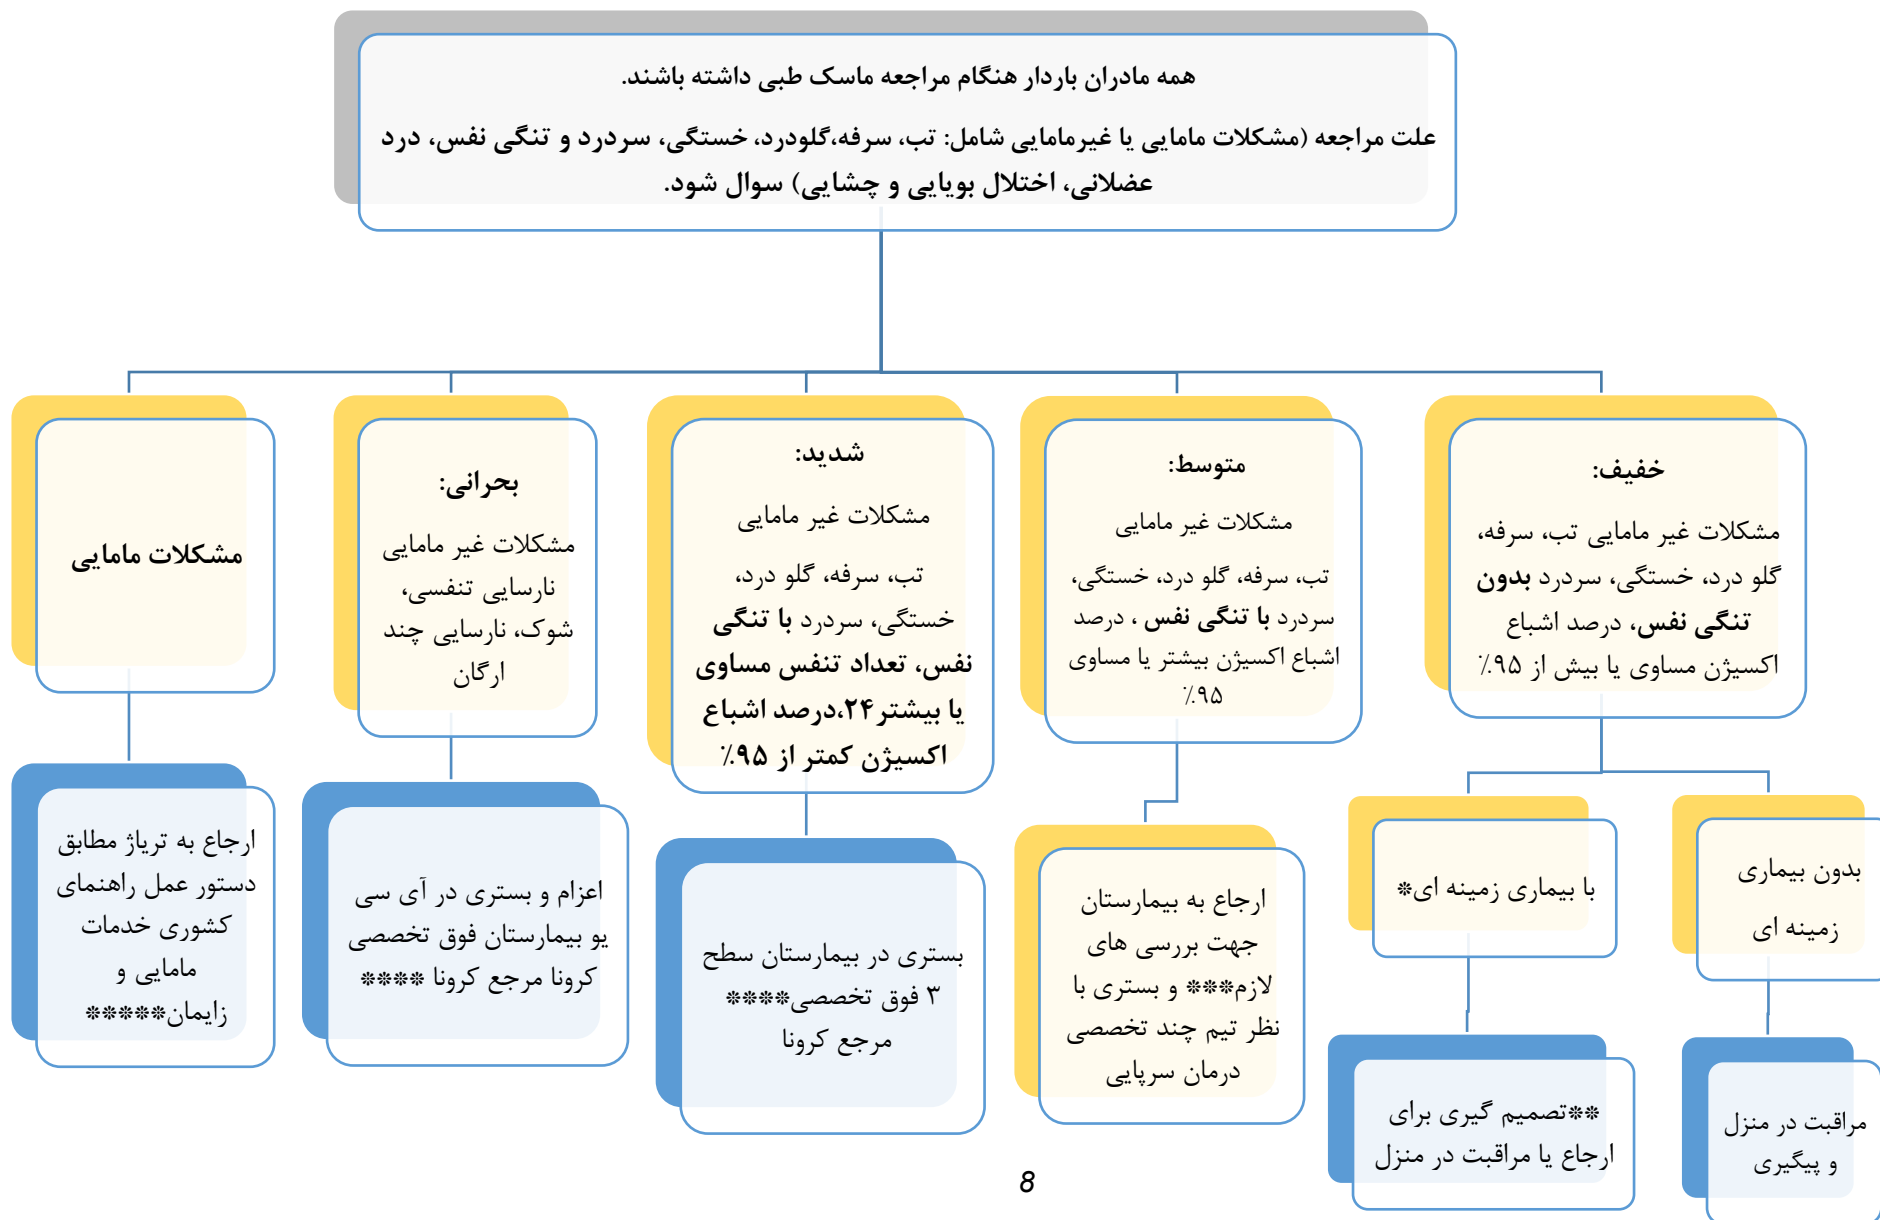 همه مادران باردار هنگام مراجعه ماسک طبی داشته باشند.
علت مراجعه (مشکلات مامایی یا غیرمامایی شامل: تب، سرفه،گلودرد، خستگی، سردرد و تنگی نفس، درد
عضلانی، اختلال بویایی و چشایی) سوال شود.
خفیف:
مشکلات غیر مامایی تب، سرفه،
گلو درد، خستگی، سردرد بدون
تنگی نفس، درصد اشباع
اکسیژن مساوی یا بیش از ۹۵٪
متوسط:
مشکلات غیر مامایی
تب، سرفه، گلو درد، خستگی،
سردرد با تنگی نفس ، درصد
اشباع اکسیژن بیشتر یا مساوی
۹۵٪
شدید:
مشکلات غیر مامایی
تب، سرفه، گلو درد،
خستگی، سردرد با تنگی
نفس، تعداد تنفس مساوی
یا بیشتر۲۴،درصد اشباع
اکسیژن کمتر از ۹۵٪
بحرانی:
مشکلات غیر مامایی
نارسایی تنفسی،
شوک، نارسایی چند
ارگان
مشکلات مامایی
بدون بیماری
زمینه ای
با بیماری زمینه ای*
ارجاع به بیمارستان
جهت بررسی های
لازم*** و بستری با
نظر تیم چند تخصصی
درمان سرپایی
بستری در بیمارستان سطح
۳ فوق تخصصی****
مرجع کرونا
اعزام و بستری در آی سی
یو بیمارستان فوق تخصصی
کرونا مرجع کرونا ****
ارجاع به تریاژ مطابق
دستور عمل راهنمای
کشوری خدمات
مامایی و
زایمان*****
مراقبت در منزل
و پیگیری
**تصمیم گیری برای
ارجاع یا مراقبت در منزل
8